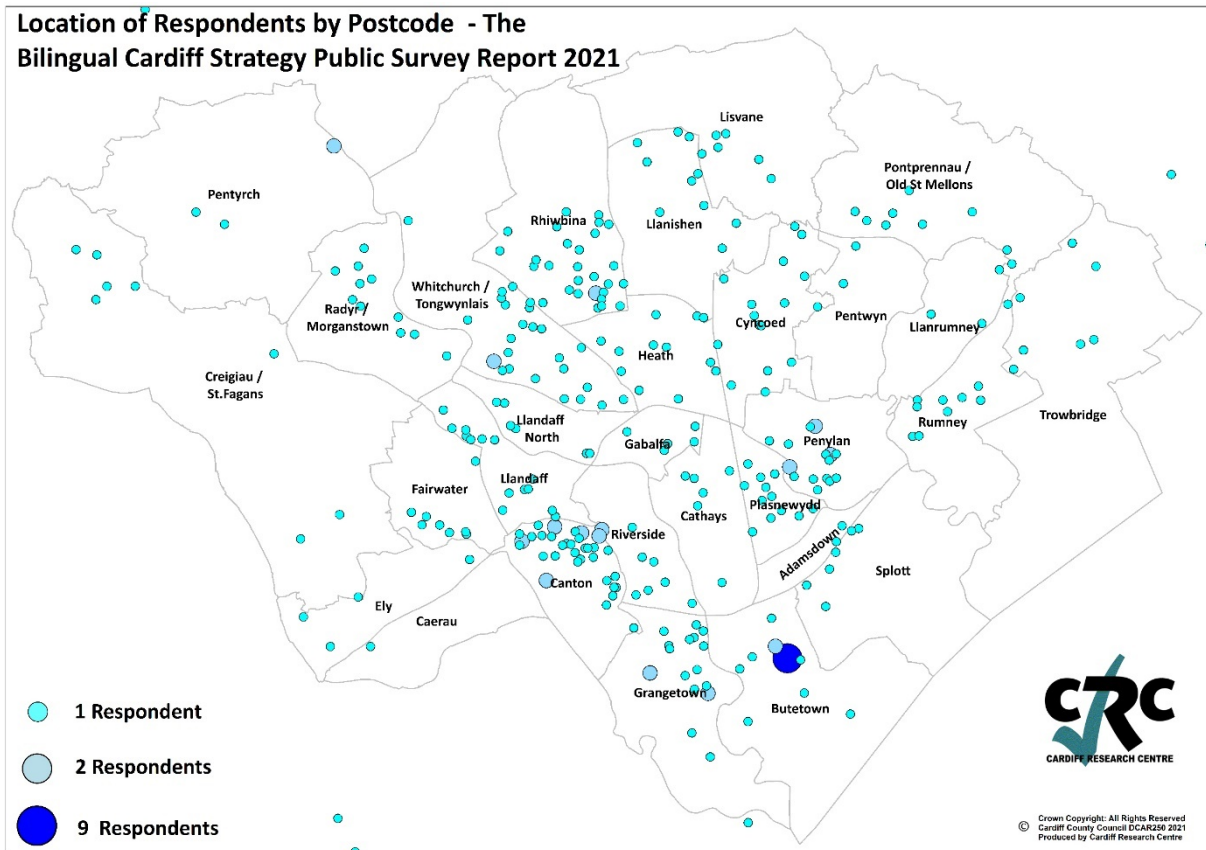 Location of Respondents by Postcode - The
Bilingual Cardiff Strategy Public Survey Report 2021
Lisvane
Pontprennau /
Old St Mellons
Pentyrch
Rhiwbina
Llanishen
Whitchurch /
Tongwynlais
Radyr /
Morganstown
Cyncoed
Pentwyn
Llanrumney
Heath
Creigiau /
St.Fagans
Llandaff
North
Rumney
Trowbridge
Gabalfa
Penylan
Llandaff
Fairwater
Plasnewydd
Cathays
Riverside
Adamsdown
Splott
Canton
Ely
Caerau
Grangetown
Butetown
1 Respondent
2 Respondents
9 Respondents
CRC
CARDIFF RESEARCH CENTRE
© Crown Copyright: All Rights Reserved
Cardiff County Council DCAR250 2021
Produced by Cardiff Research Centre